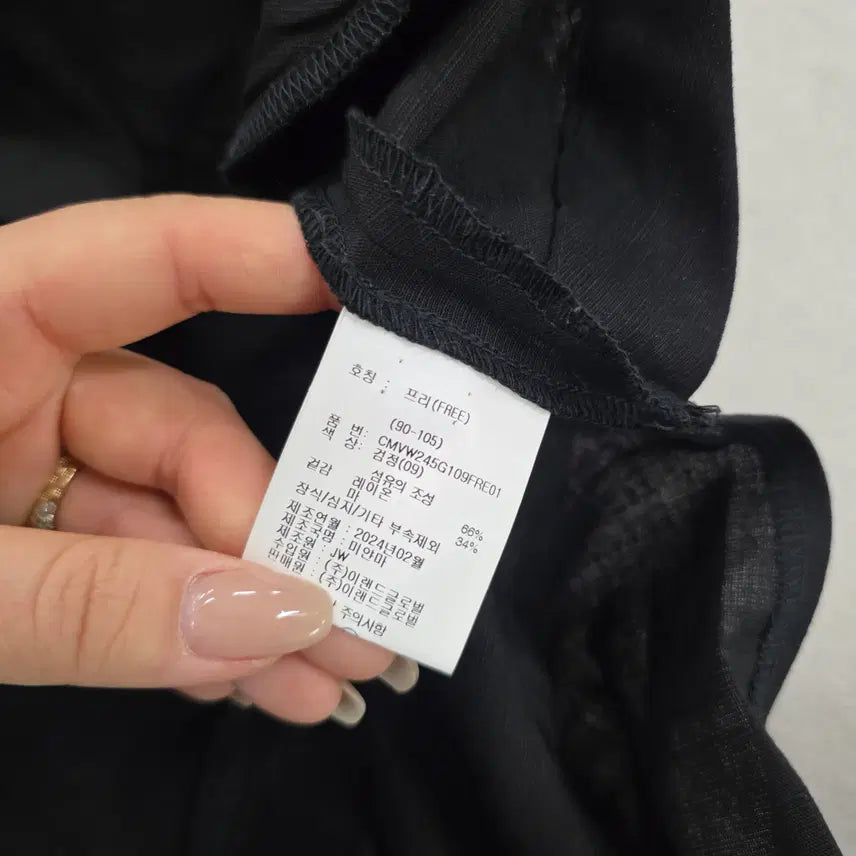 호칭 : 프리(FREE)
(90-105)
품 번: CMVW245G109FRE01
색 상: 검정(09)
섬유의 조성
겉감 레이온 66%
마 34%
장식/심지/기타 부속제외
제조연월 : 2024년02월
제조국명 : 미얀마
제조원 : JW
수입원 : (주)이랜드글로벌
판매원 : (주)이랜드글로벌
주의사항